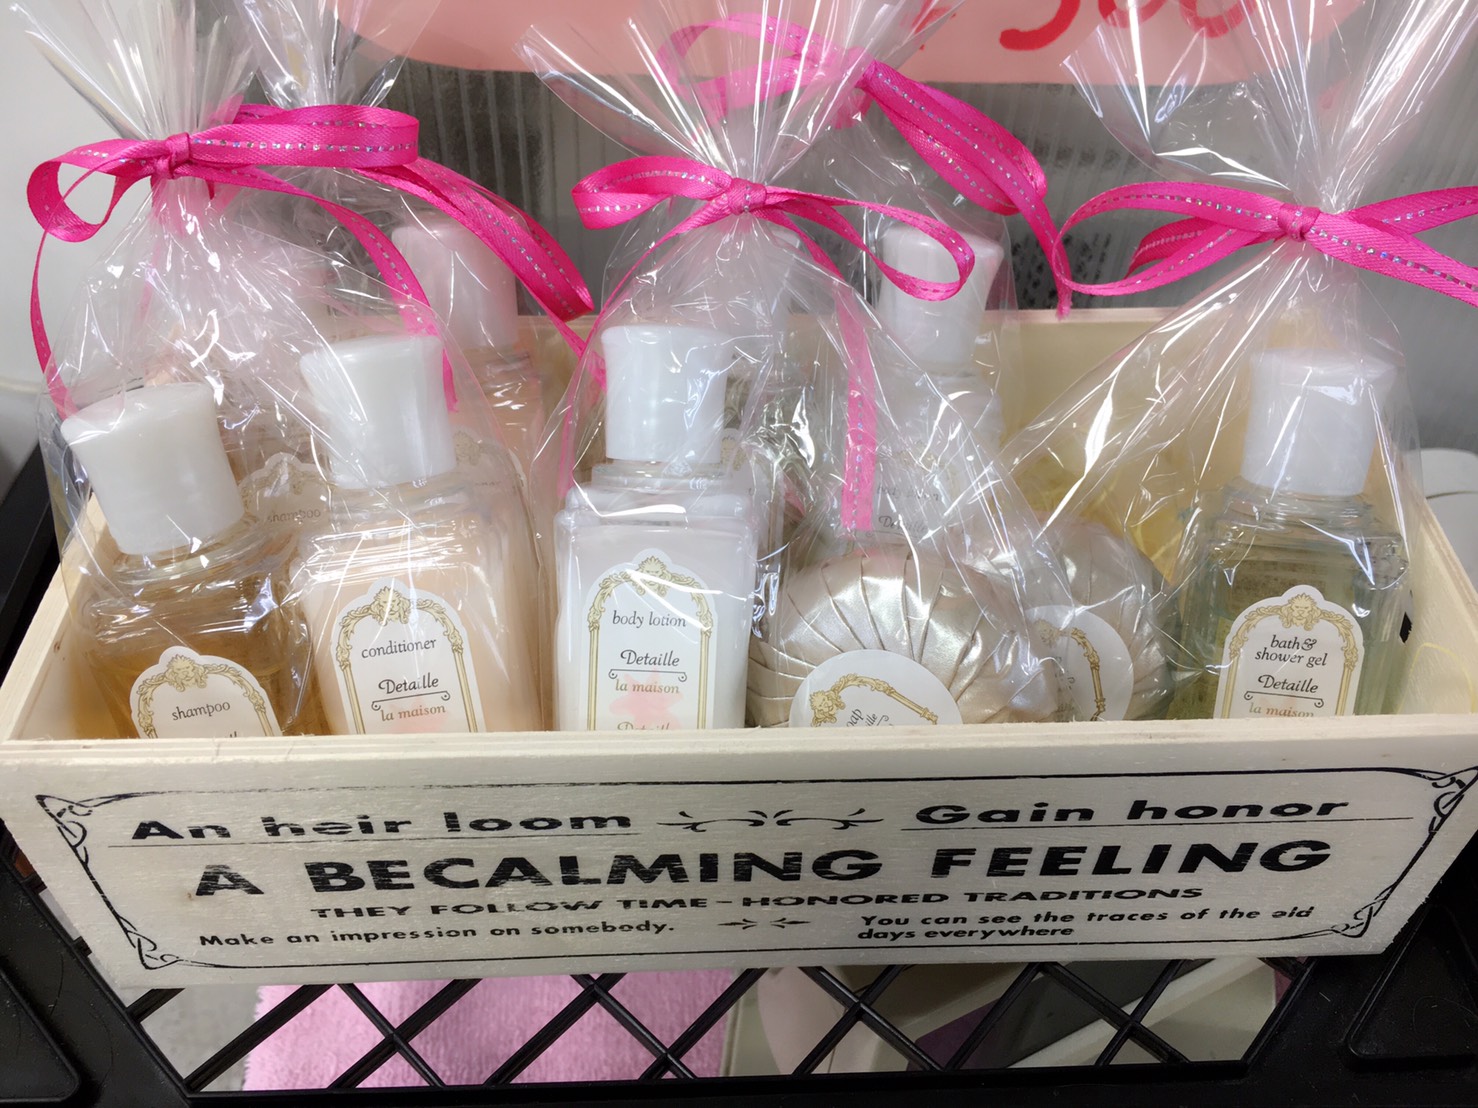 500
shampoo
shampoo
conditioner
Detaille
la maison
body lotion
Detaille
la maison
Detaille
bath &
shower gel
Detaille
la maison
An heir loom
Gain honor
A BECALMING FEELING
THEY FOLLOW TIME-HONORED TRADITIONS
Make an impression on somebody.
You can see the traces of the old
days everywhere